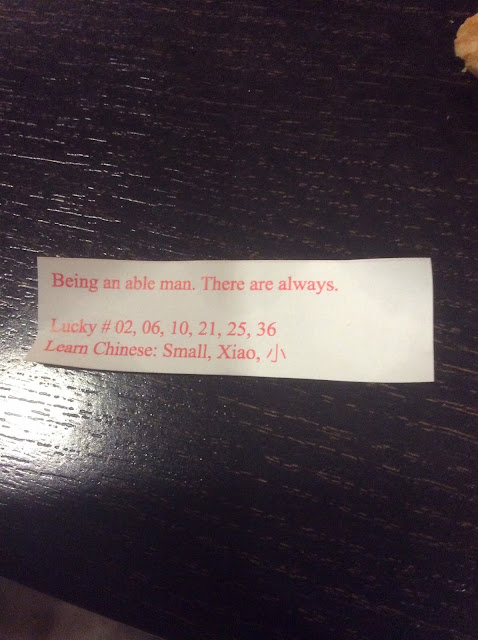 Being an able man. There are always.
Lucky # 02, 06, 10, 21, 25, 36
Learn Chinese: Small, Xiao, 小